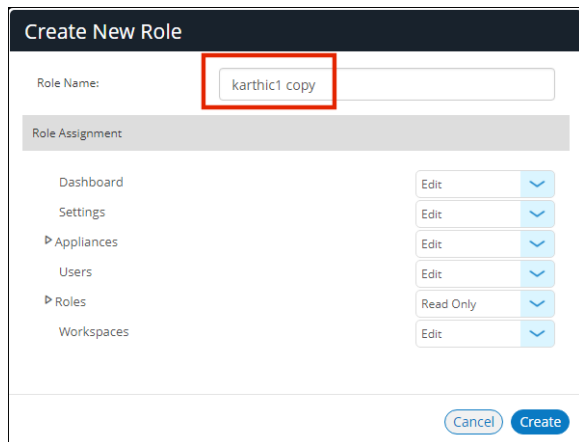 Create New Role
Role Name: karthic1 copy
Role Assignment
Dashboard Edit
Settings Edit
Appliances Edit
Users Edit
Roles Read Only
Workspaces Edit
Cancel Create